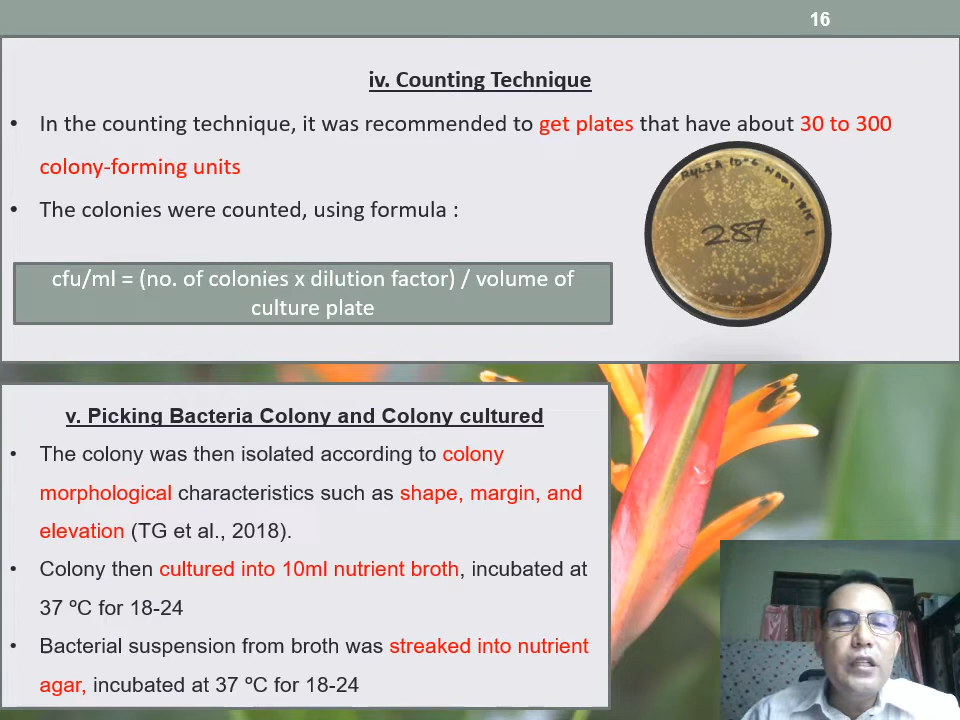 16
iv. Counting Technique
• In the counting technique, it was recommended to get plates that have about 30 to 300
colony-forming units
• The colonies were counted, using formula :
cfu/ml = (no. of colonies x dilution factor) / volume of
culture plate
287
v. Picking Bacteria Colony and Colony cultured
• The colony was then isolated according to colony
morphological characteristics such as shape, margin, and
elevation (TG et al., 2018).
• Colony then cultured into 10ml nutrient broth, incubated at
37 ºC for 18-24
• Bacterial suspension from broth was streaked into nutrient
agar, incubated at 37 ºC for 18-24